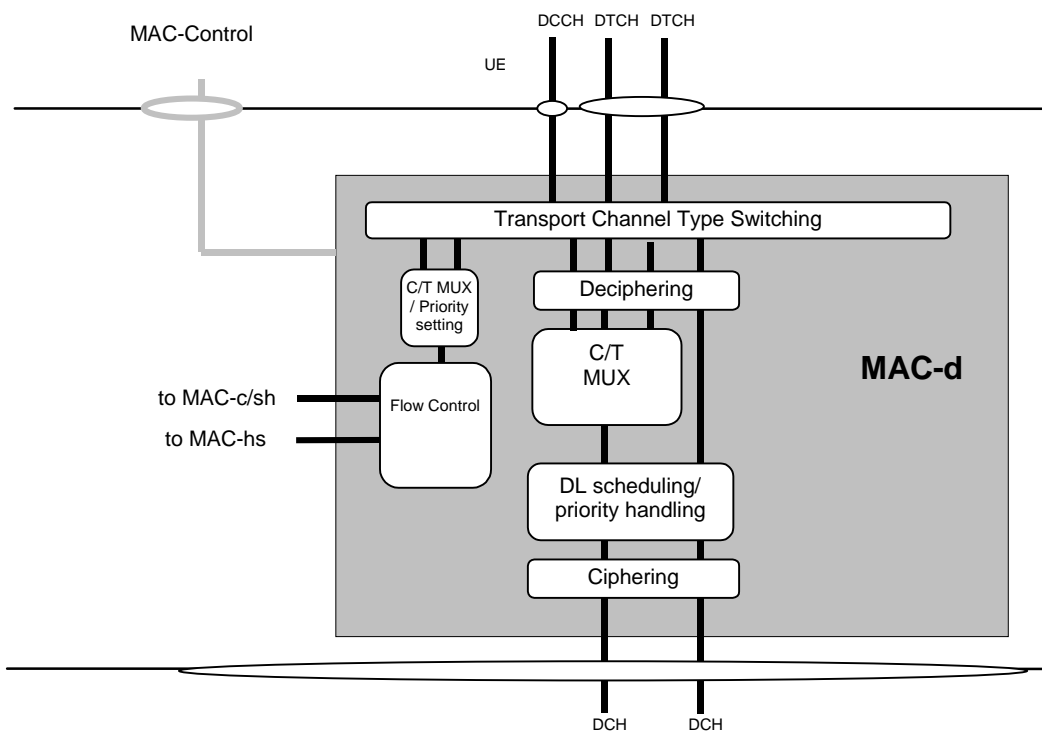 DCCH DTCH DTCH
MAC-Control
UE
Transport Channel Type Switching
C/T MUX
/ Priority
setting
Deciphering
C/T
MUX
MAC-d
to MAC-c/sh
Flow Control
to MAC-hs
DL scheduling/
priority handling
Ciphering
DCH DCH